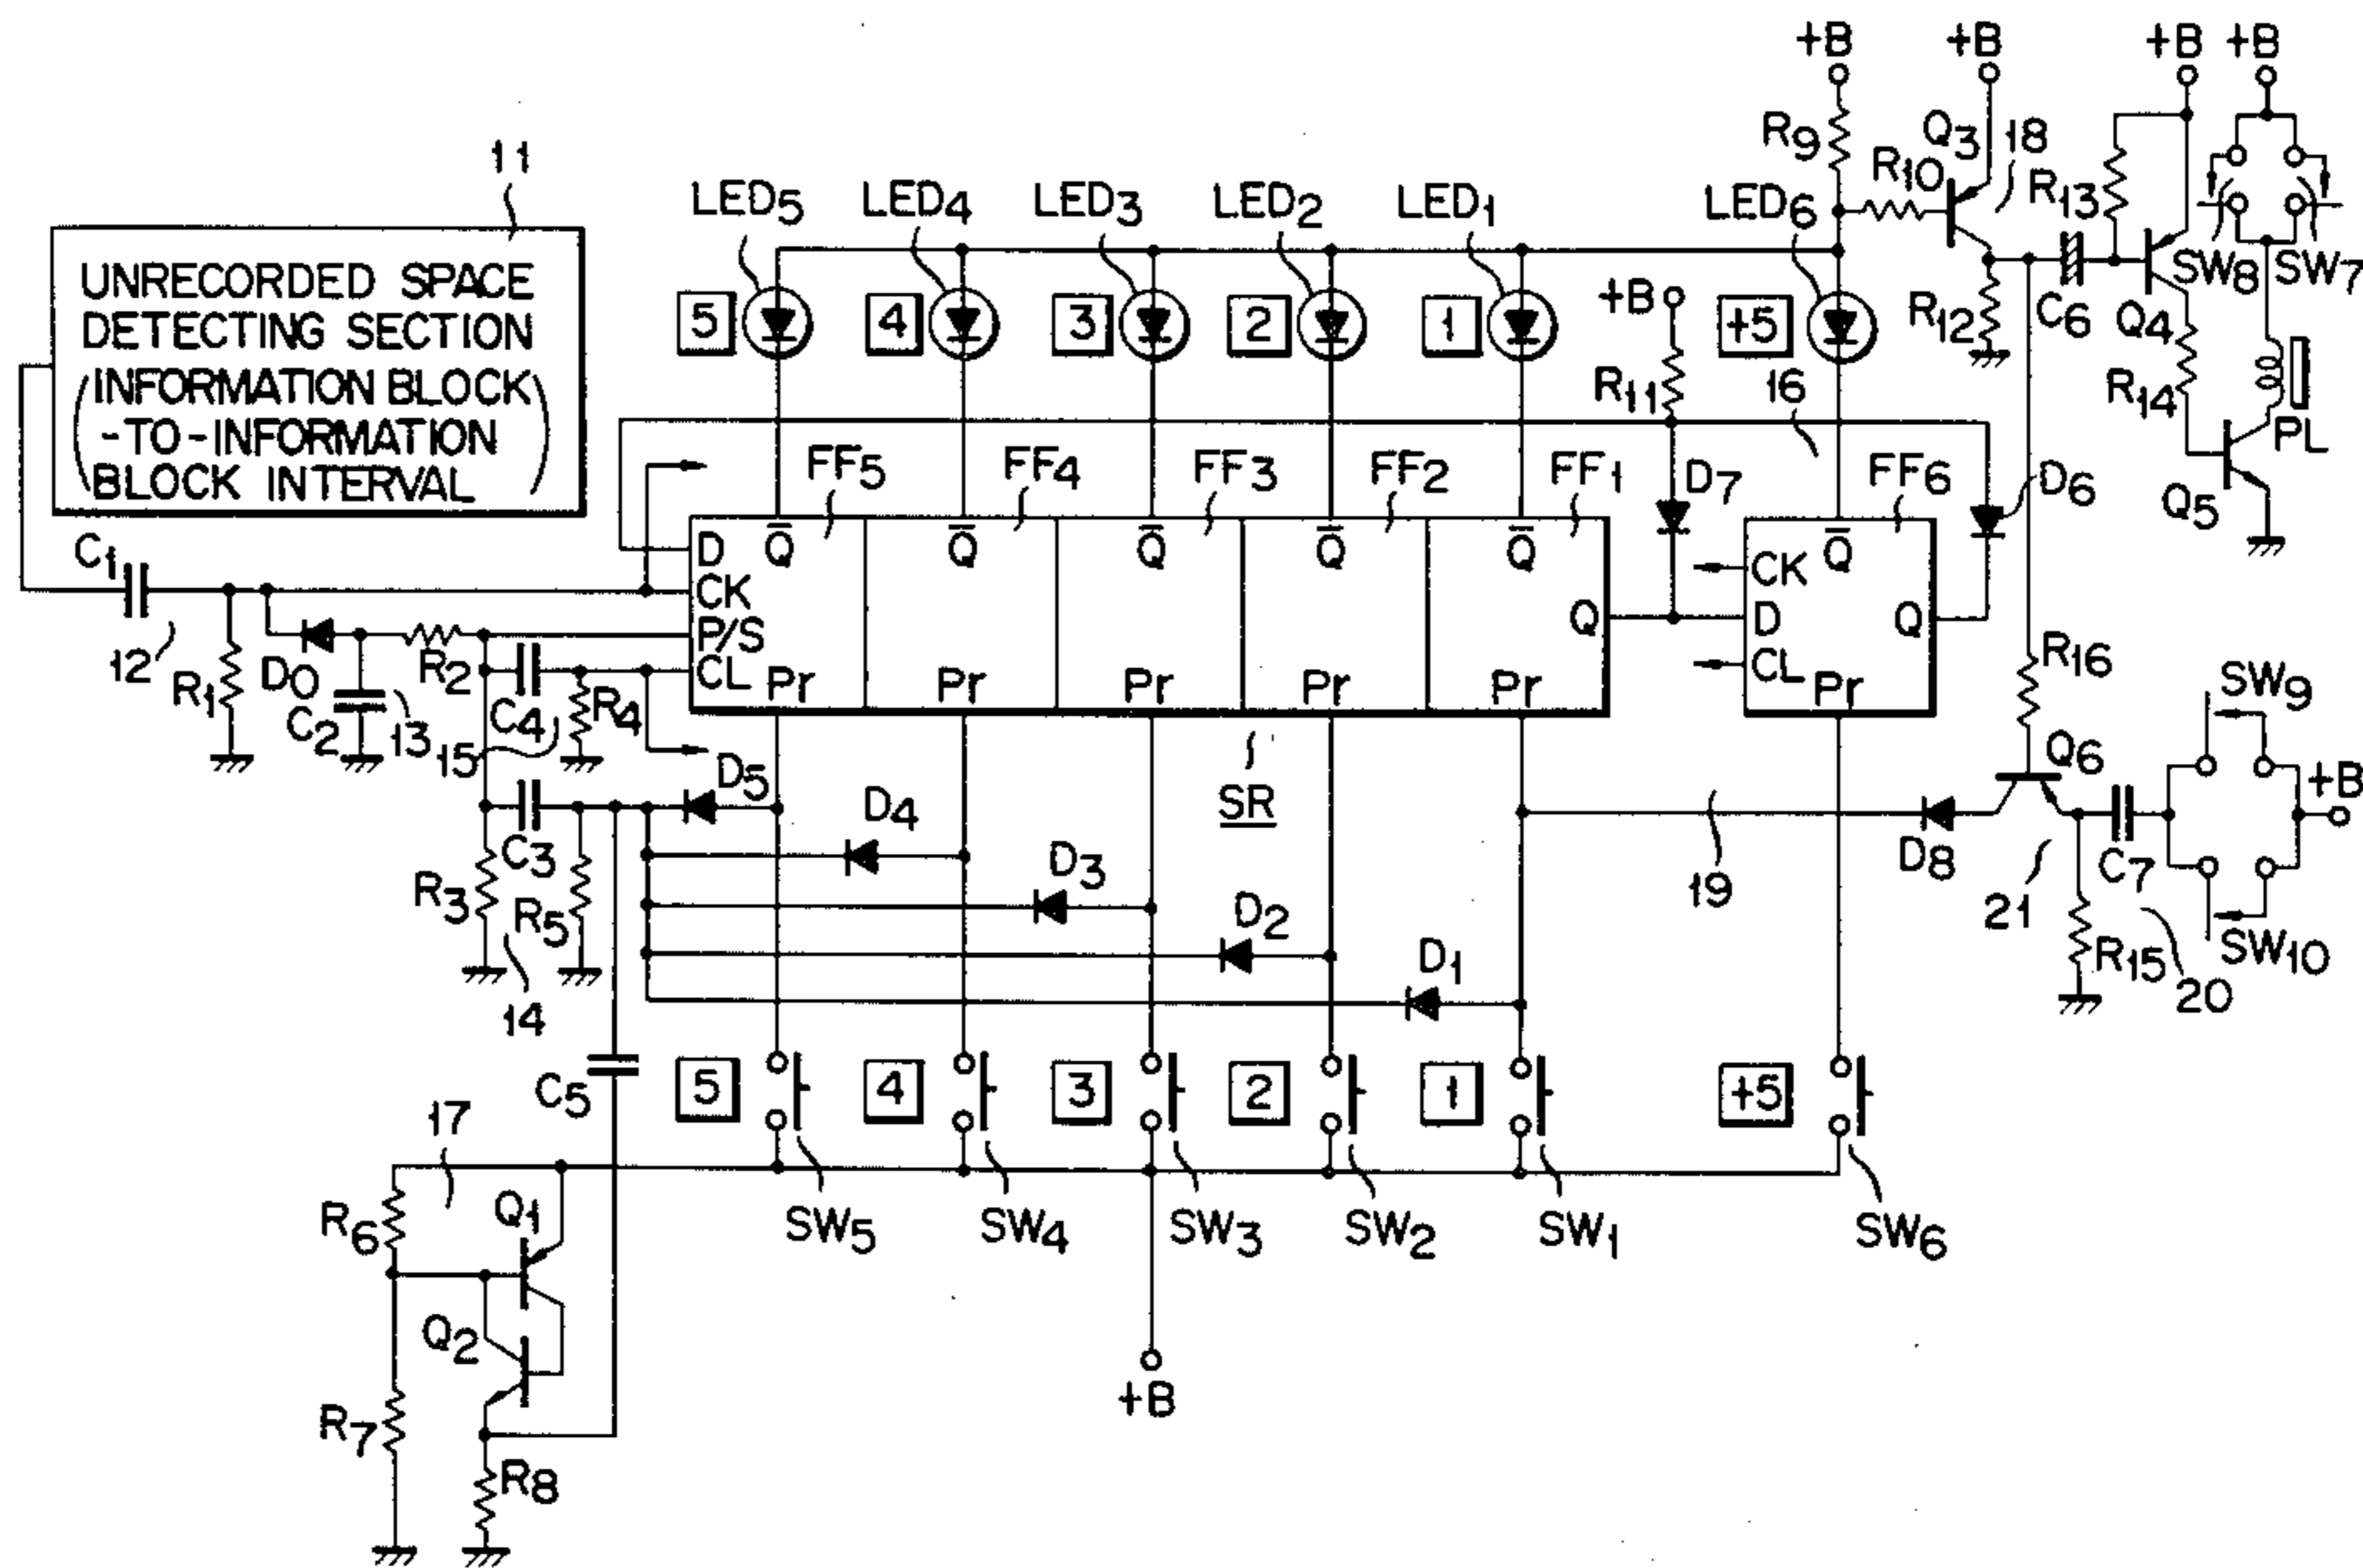 +B +B +B +B
11
UNRECORDED SPACE
DETECTING SECTION
(INFORMATION BLOCK
-TO-INFORMATION
BLOCK INTERVAL)
LED5 LED4 LED3 LED2 LED1 LED6
R9 R10 Q3 18 R13 SW8 SW7
5 4 3 2 1 +B +5 R12 C6 Q4
R11 16 R14 PL
FF5 FF4 FF3 FF2 FF1 D7 FF6 D6 Q5
C1 D Q̅ Q̅ Q̅ Q̅ Q̅ CK Q̅
CK
12 P/S Q D Q
R1 D0 R2 CL CL R16
C2 13 C4 R4 Pr Pr Pr Pr Pr Pr SW9
15 D5 SR Q6 +B
C3 D4 D3 19 D8 C7
R3 R5 D2 21
14 D1 R15 20 SW10
C5 5 4 3 2 1 +5
17
R6 Q1 SW5 SW4 SW3 SW2 SW1 SW6
Q2
+B
R7
R8